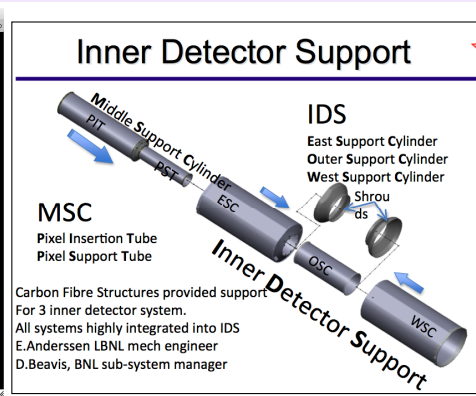 Inner Detector Support
PIT
Middle Support Cylinder
PST
IDS
East Support Cylinder
Outer Support Cylinder
West Support Cylinder
Shrou
ds
ESC
MSC
Pixel Insertion Tube
Pixel Support Tube
OSC
Inner Detector Support
WSC
Carbon Fibre Structures provided support
For 3 inner detector system.
All systems highly integrated into IDS
E.Anderssen LBNL mech engineer
D.Beavis, BNL sub-system manager